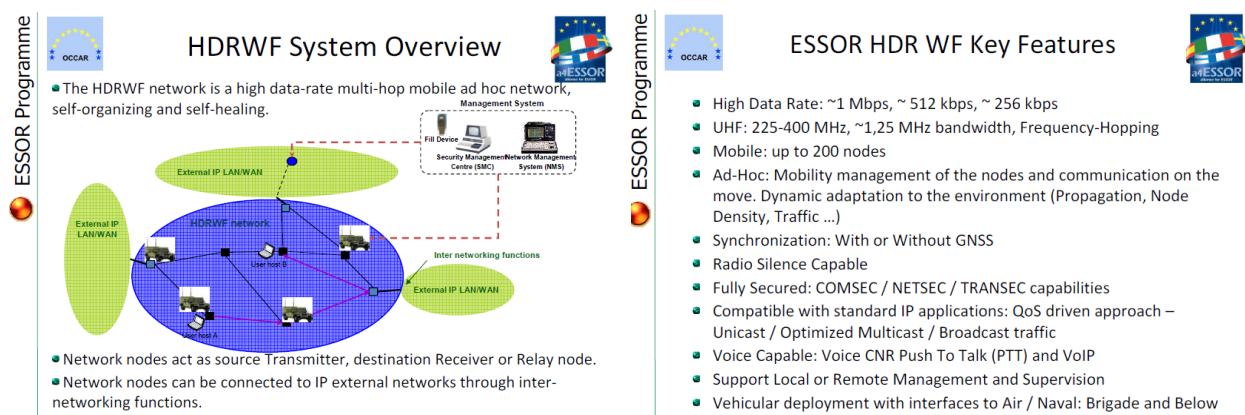 ESSOR Programme
OCCAR
HDRWF System Overview
a4ESSOR
The HDRWF network is a high data-rate multi-hop mobile ad hoc network,
self-organizing and self-healing.
Management System
Fill Device
Security Management
Centre (SMC)
Network Management
System (NMS)
External IP LAN/WAN
External IP
LAN/WAN
HDRWF network
User host B
Inter networking functions
External IP LAN/WAN
User host A
Network nodes act as source Transmitter, destination Receiver or Relay node.
Network nodes can be connected to IP external networks through inter-
networking functions.
ESSOR Programme
OCCAR
ESSOR HDR WF Key Features
a4ESSOR
High Data Rate: ~1 Mbps, ~ 512 kbps, ~ 256 kbps
UHF: 225-400 MHz, ~1,25 MHz bandwidth, Frequency-Hopping
Mobile: up to 200 nodes
Ad-Hoc: Mobility management of the nodes and communication on the
move. Dynamic adaptation to the environment (Propagation, Node
Density, Traffic ...)
Synchronization: With or Without GNSS
Radio Silence Capable
Fully Secured: COMSEC / NETSEC / TRANSEC capabilities
Compatible with standard IP applications: QoS driven approach –
Unicast / Optimized Multicast / Broadcast traffic
Voice Capable: Voice CNR Push To Talk (PTT) and VoIP
Support Local or Remote Management and Supervision
Vehicular deployment with interfaces to Air / Naval: Brigade and Below